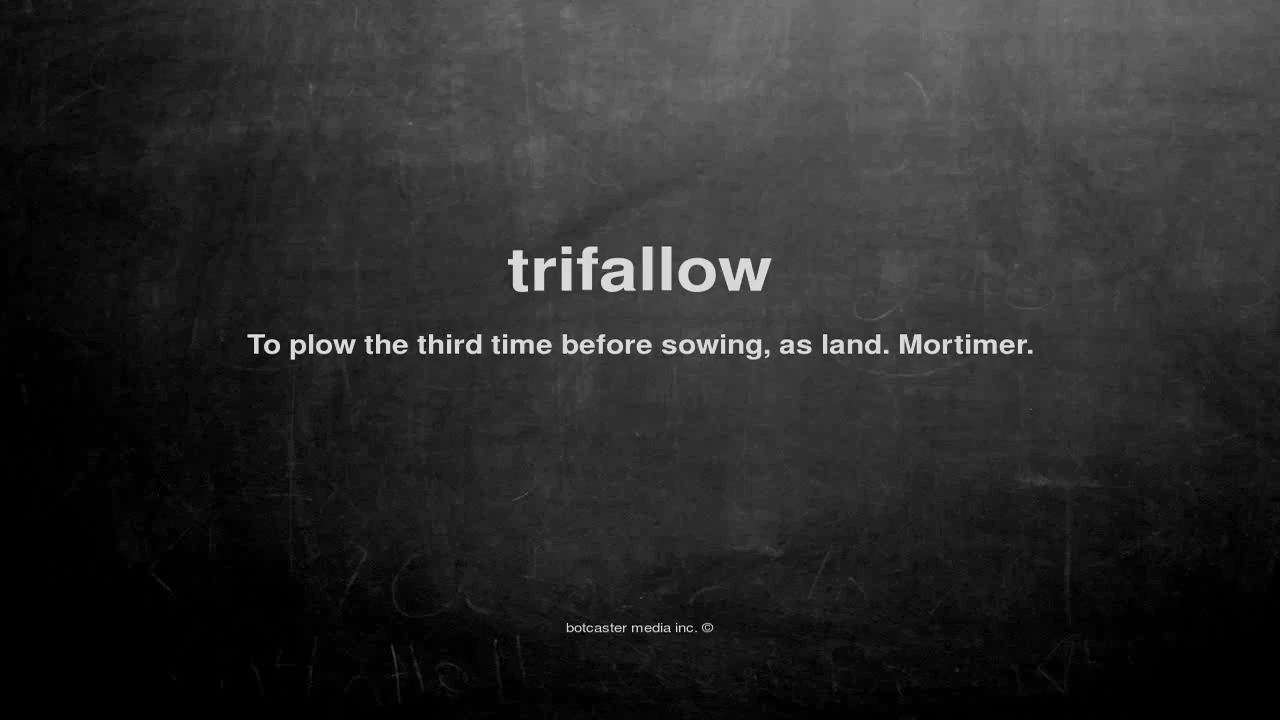 trifallow
To plow the third time before sowing, as land. Mortimer.
botcaster media inc. ©